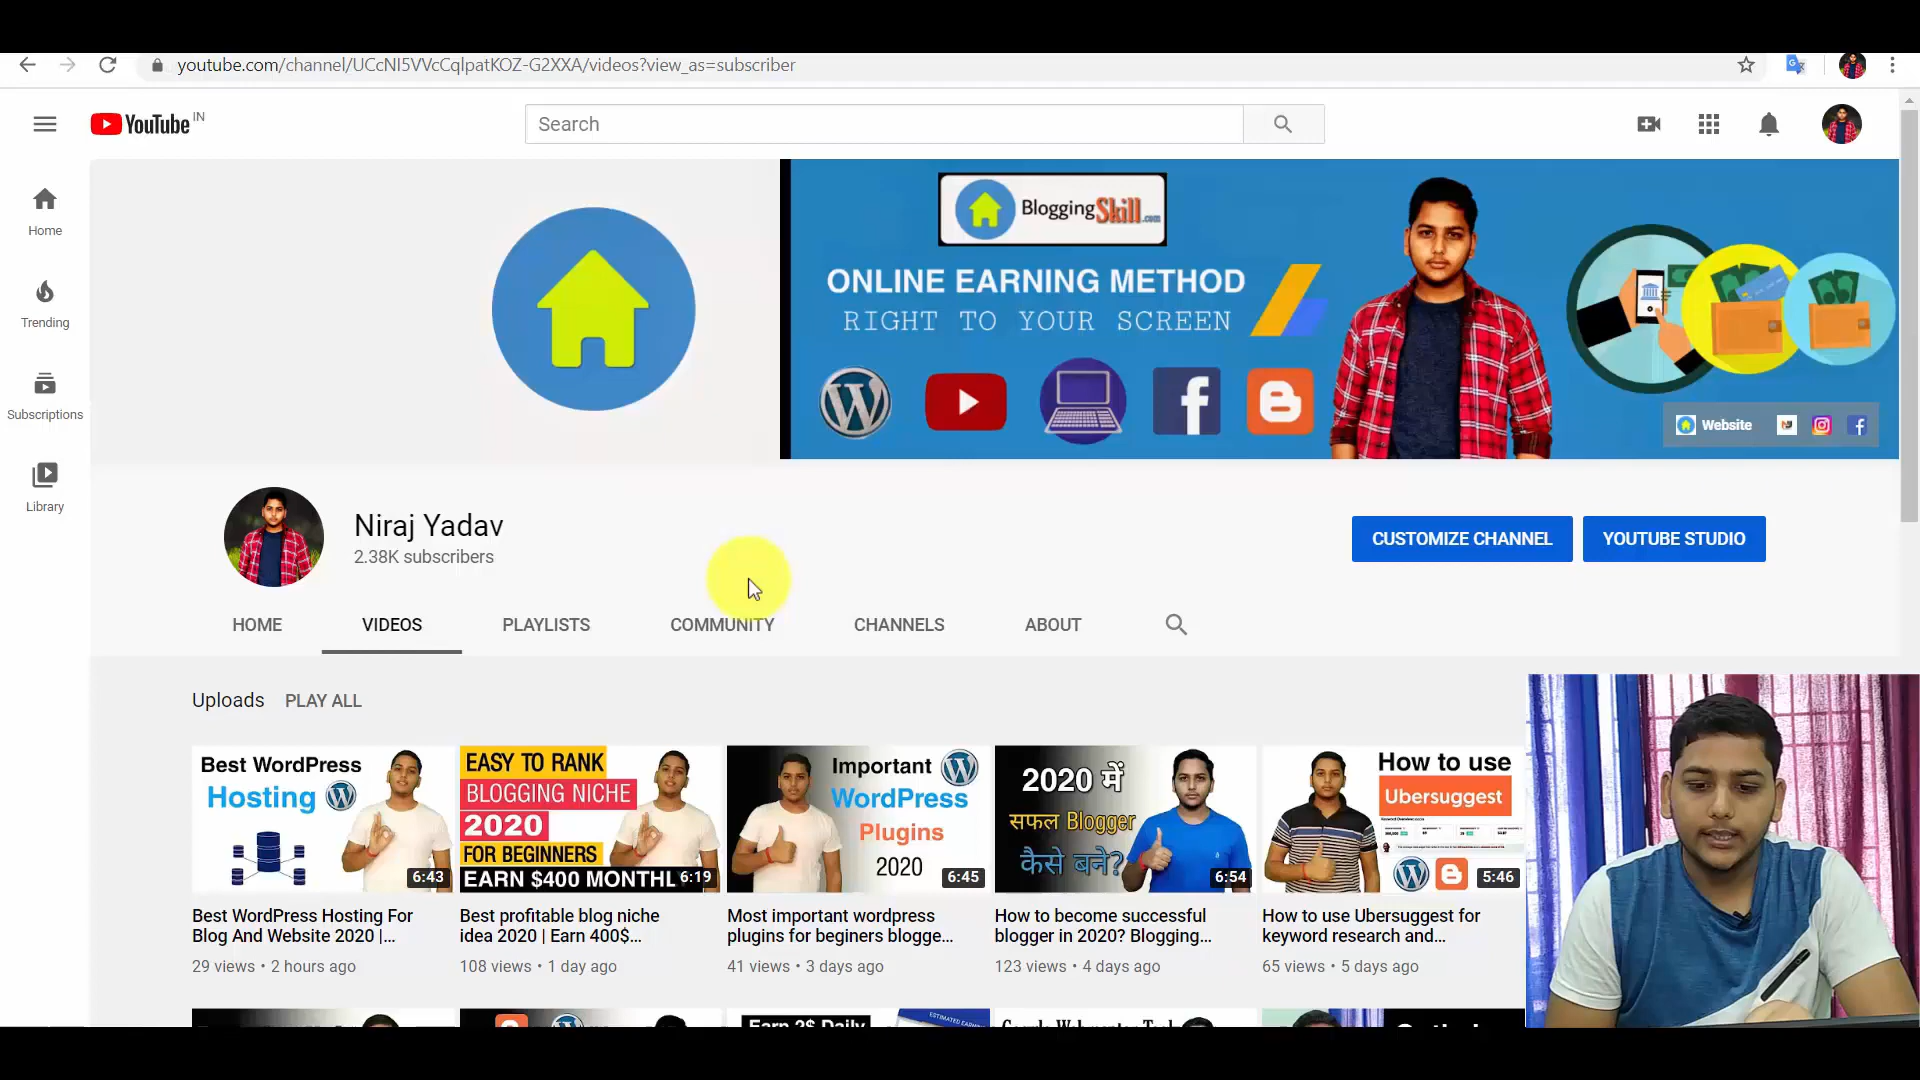 youtube.com/channel/UCcNI5VVcCqlpatKOZ-G2XXA/videos?view_as=subscriber
YouTube IN
Search
Home
Trending
Subscriptions
Library
BloggingSkill.com
ONLINE EARNING METHOD
RIGHT TO YOUR SCREEN
Website
Niraj Yadav
2.38K subscribers
CUSTOMIZE CHANNEL
YOUTUBE STUDIO
HOME
VIDEOS
PLAYLISTS
COMMUNITY
CHANNELS
ABOUT
Uploads PLAY ALL
Best WordPress
Hosting
6:43
Best WordPress Hosting For
Blog And Website 2020 |...
29 views • 2 hours ago
EASY TO RANK
BLOGGING NICHE
2020
FOR BEGINNERS
EARN $400 MONTHL
6:19
Best profitable blog niche
idea 2020 | Earn 400$...
108 views • 1 day ago
Important
WordPress
Plugins
2020
6:45
Most important wordpress
plugins for beginers blogge...
41 views • 3 days ago
2020 में
सफल Blogger
कैसे बने?
6:54
How to become successful
blogger in 2020? Blogging...
123 views • 4 days ago
How to use
Ubersuggest
5:46
How to use Ubersuggest for
keyword research and...
65 views • 5 days ago
Earn 2$ Daily